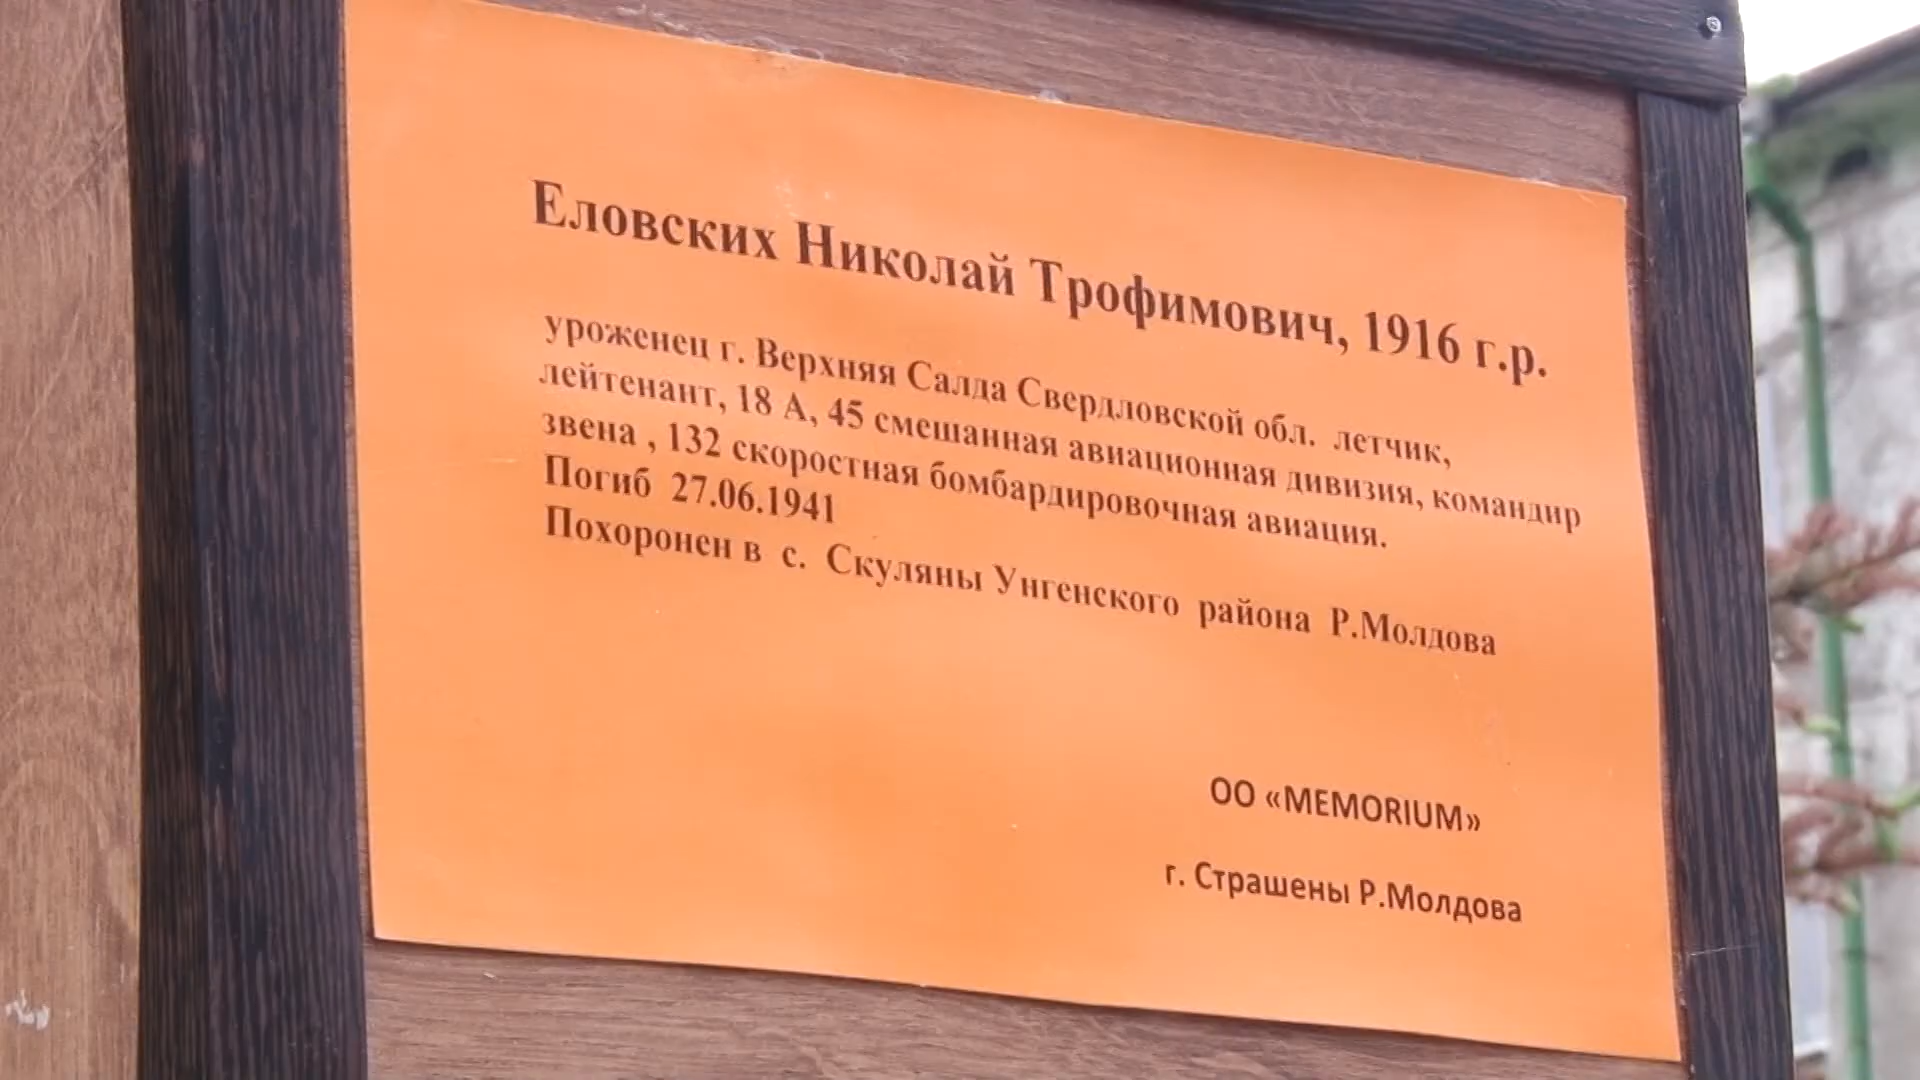 Еловских Николай Трофимович, 1916 г.р.
уроженец г. Верхняя Салда Свердловской обл. летчик,
лейтенант, 18 А, 45 смешанная авиационная дивизия, командир
звена , 132 скоростная бомбардировочная авиация.
Погиб 27.06.1941
Похоронен в с. Скуляны Унгенского района Р.Молдова
ОО «MEMORIUM»
г. Страшены Р.Молдова